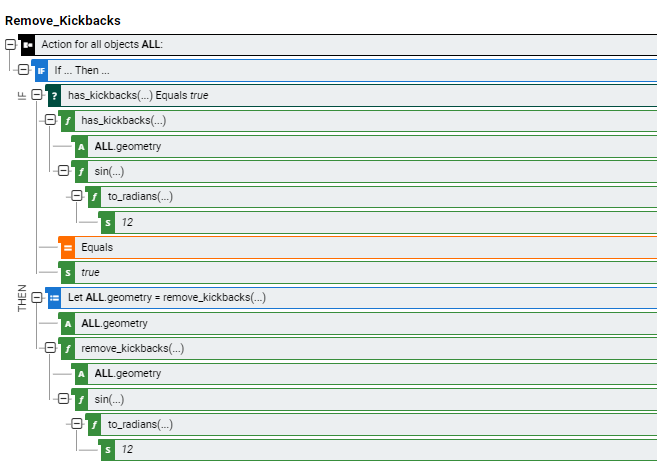 Remove_Kickbacks
Action for all objects ALL:
IF If ... Then ...
IF ? has_kickbacks(...) Equals true
f has_kickbacks(...)
A ALL.geometry
f sin(...)
f to_radians(...)
S 12
= Equals
S true
THEN Let ALL.geometry = remove_kickbacks(...)
A ALL.geometry
f remove_kickbacks(...)
A ALL.geometry
f sin(...)
f to_radians(...)
S 12